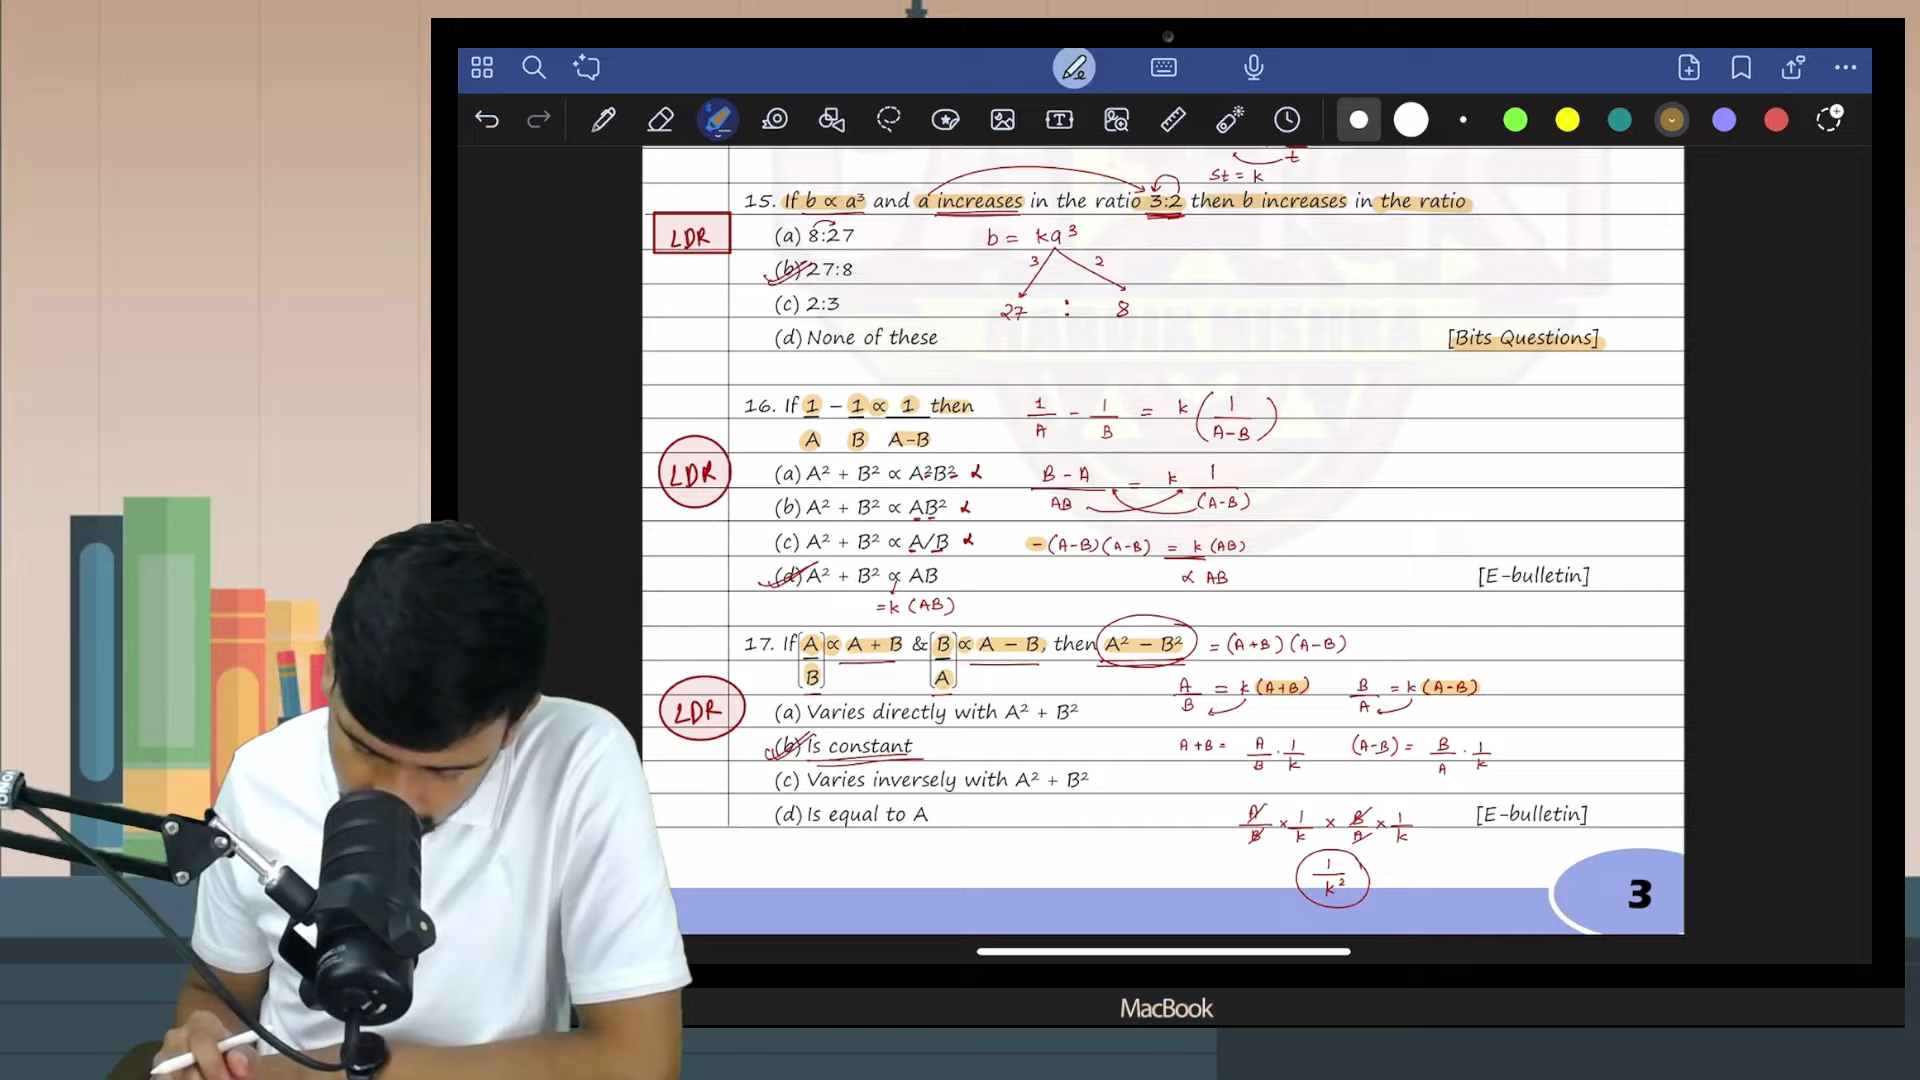 t
St = k
15. If b ∝ a³ and a increases in the ratio 3:2 then b increases in the ratio
LDR
(a) 8:27
b = ka³
(b) 27:8
3 2
(c) 2:3
27 : 8
(d) None of these
[Bits Questions]
16. If 1/A − 1/B ∝ 1/A−B then
1/A - 1/B = k (1/A-B)
LDR
(a) A² + B² ∝ A²B²
B - A/AB = k 1/(A-B)
(b) A² + B² ∝ AB²
(c) A² + B² ∝ A/B
-(A-B)(A-B) = k (AB)
(d) A² + B² ∝ AB
∝ AB
[E-bulletin]
=k (AB)
17. If [A/B] ∝ A + B & [B/A] ∝ A − B, then A² − B²
= (A+B) (A-B)
A/B = k (A+B) B/A = k (A-B)
LDR
(a) Varies directly with A² + B²
(b) Is constant
A+B = A/B . 1/k (A-B) = B/A . 1/k
(c) Varies inversely with A² + B²
(d) Is equal to A
A/B × 1/k × B/A × 1/k
[E-bulletin]
1/k²
3
MacBook